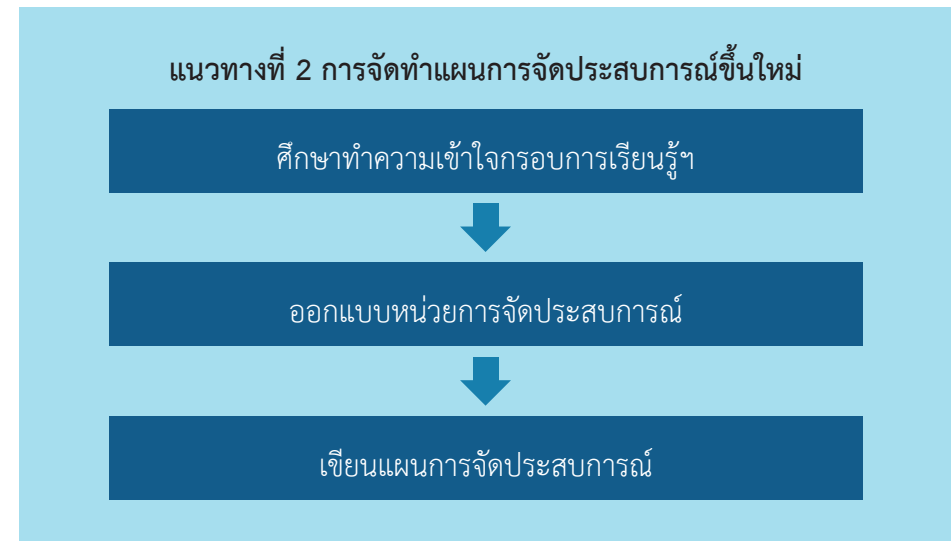 แนวทางที่ 2 การจัดทำแผนการจัดประสบการณ์ขึ้นใหม่
ศึกษาทำความเข้าใจกรอบการเรียนรู้ฯ
ออกแบบหน่วยการจัดประสบการณ์
เขียนแผนการจัดประสบการณ์